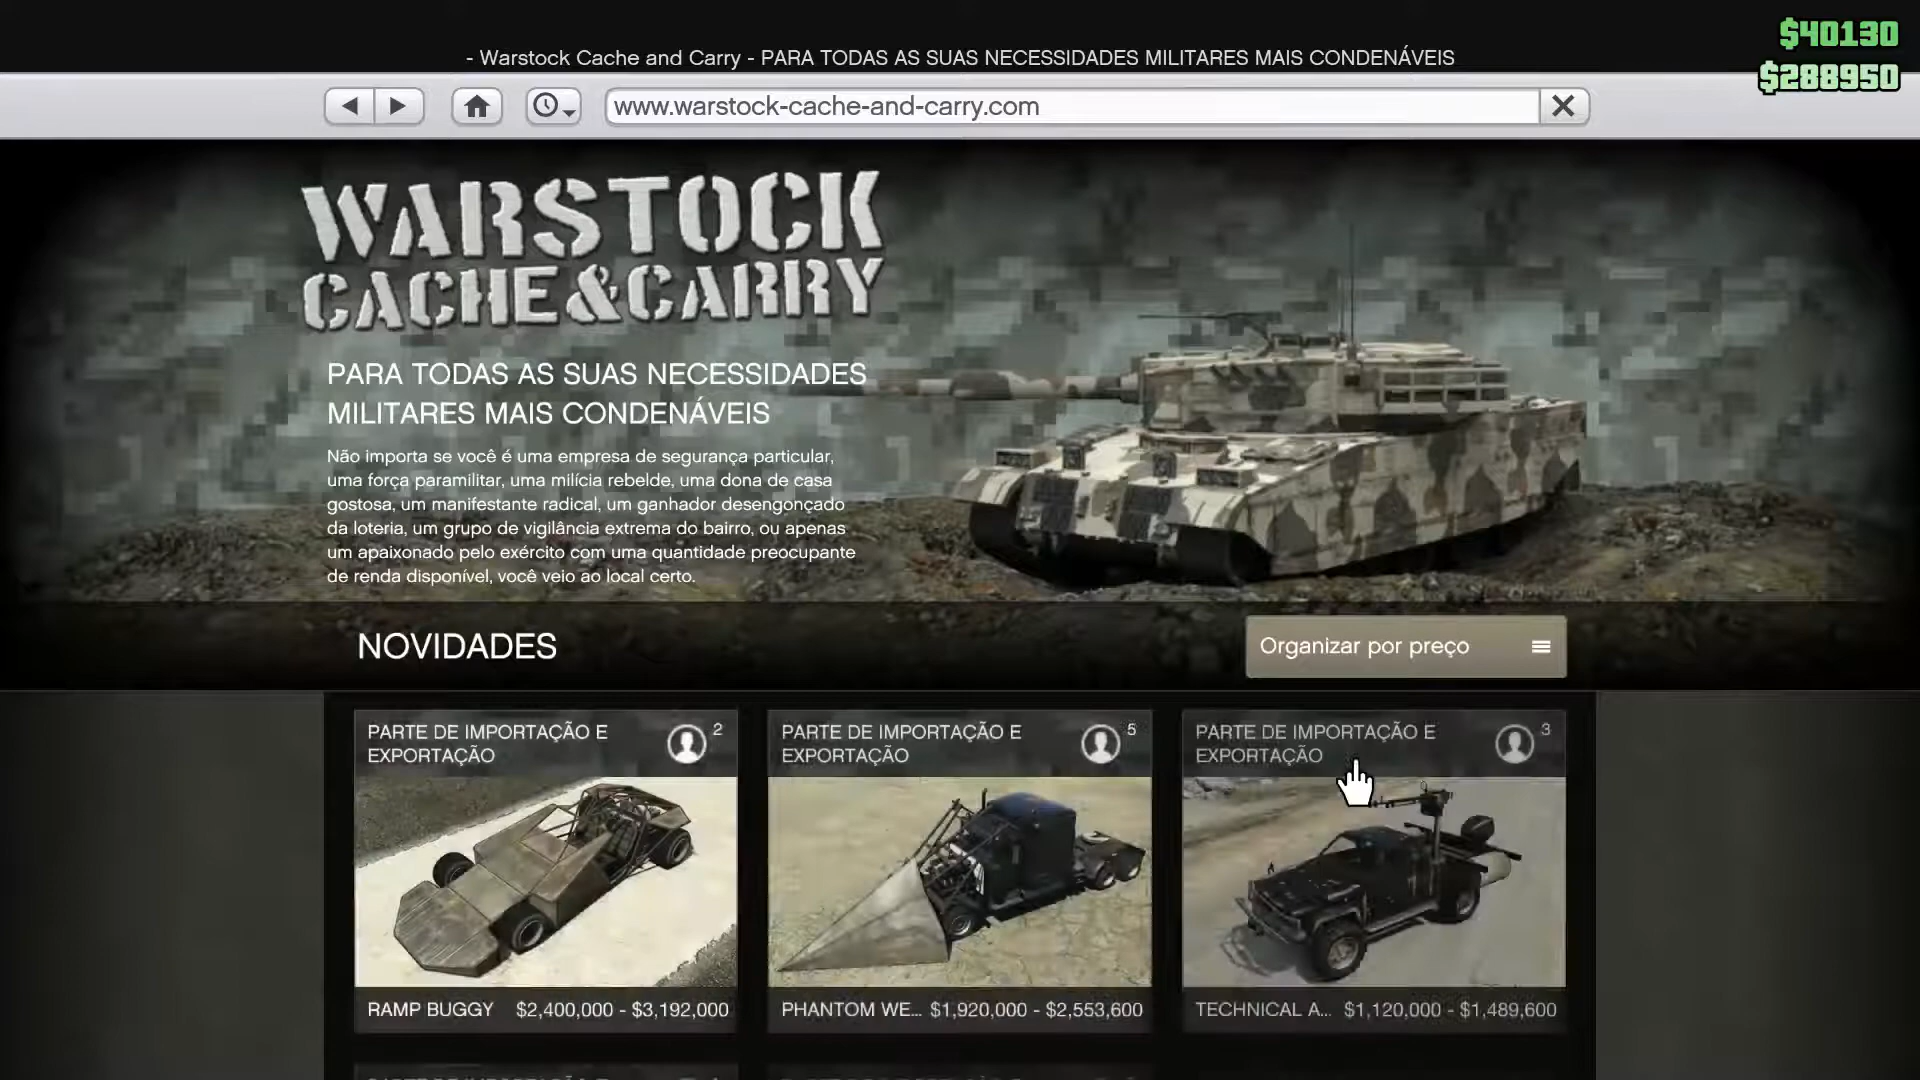 - Warstock Cache and Carry - PARA TODAS AS SUAS NECESSIDADES MILITARES MAIS CONDENÁVEIS
$40130
$288950
www.warstock-cache-and-carry.com
WARSTOCK
CACHE&CARRY
PARA TODAS AS SUAS NECESSIDADES
MILITARES MAIS CONDENÁVEIS
Não importa se você é uma empresa de segurança particular,
uma força paramilitar, uma milícia rebelde, uma dona de casa
gostosa, um manifestante radical, um ganhador desengonçado
da loteria, um grupo de vigilância extrema do bairro, ou apenas
um apaixonado pelo exército com uma quantidade preocupante
de renda disponível, você veio ao local certo.
NOVIDADES
Organizar por preço
PARTE DE IMPORTAÇÃO E
EXPORTAÇÃO
2
RAMP BUGGY $2,400,000 - $3,192,000
PARTE DE IMPORTAÇÃO E
EXPORTAÇÃO
5
PHANTOM WE... $1,920,000 - $2,553,600
PARTE DE IMPORTAÇÃO E
EXPORTAÇÃO
3
TECHNICAL A... $1,120,000 - $1,489,600